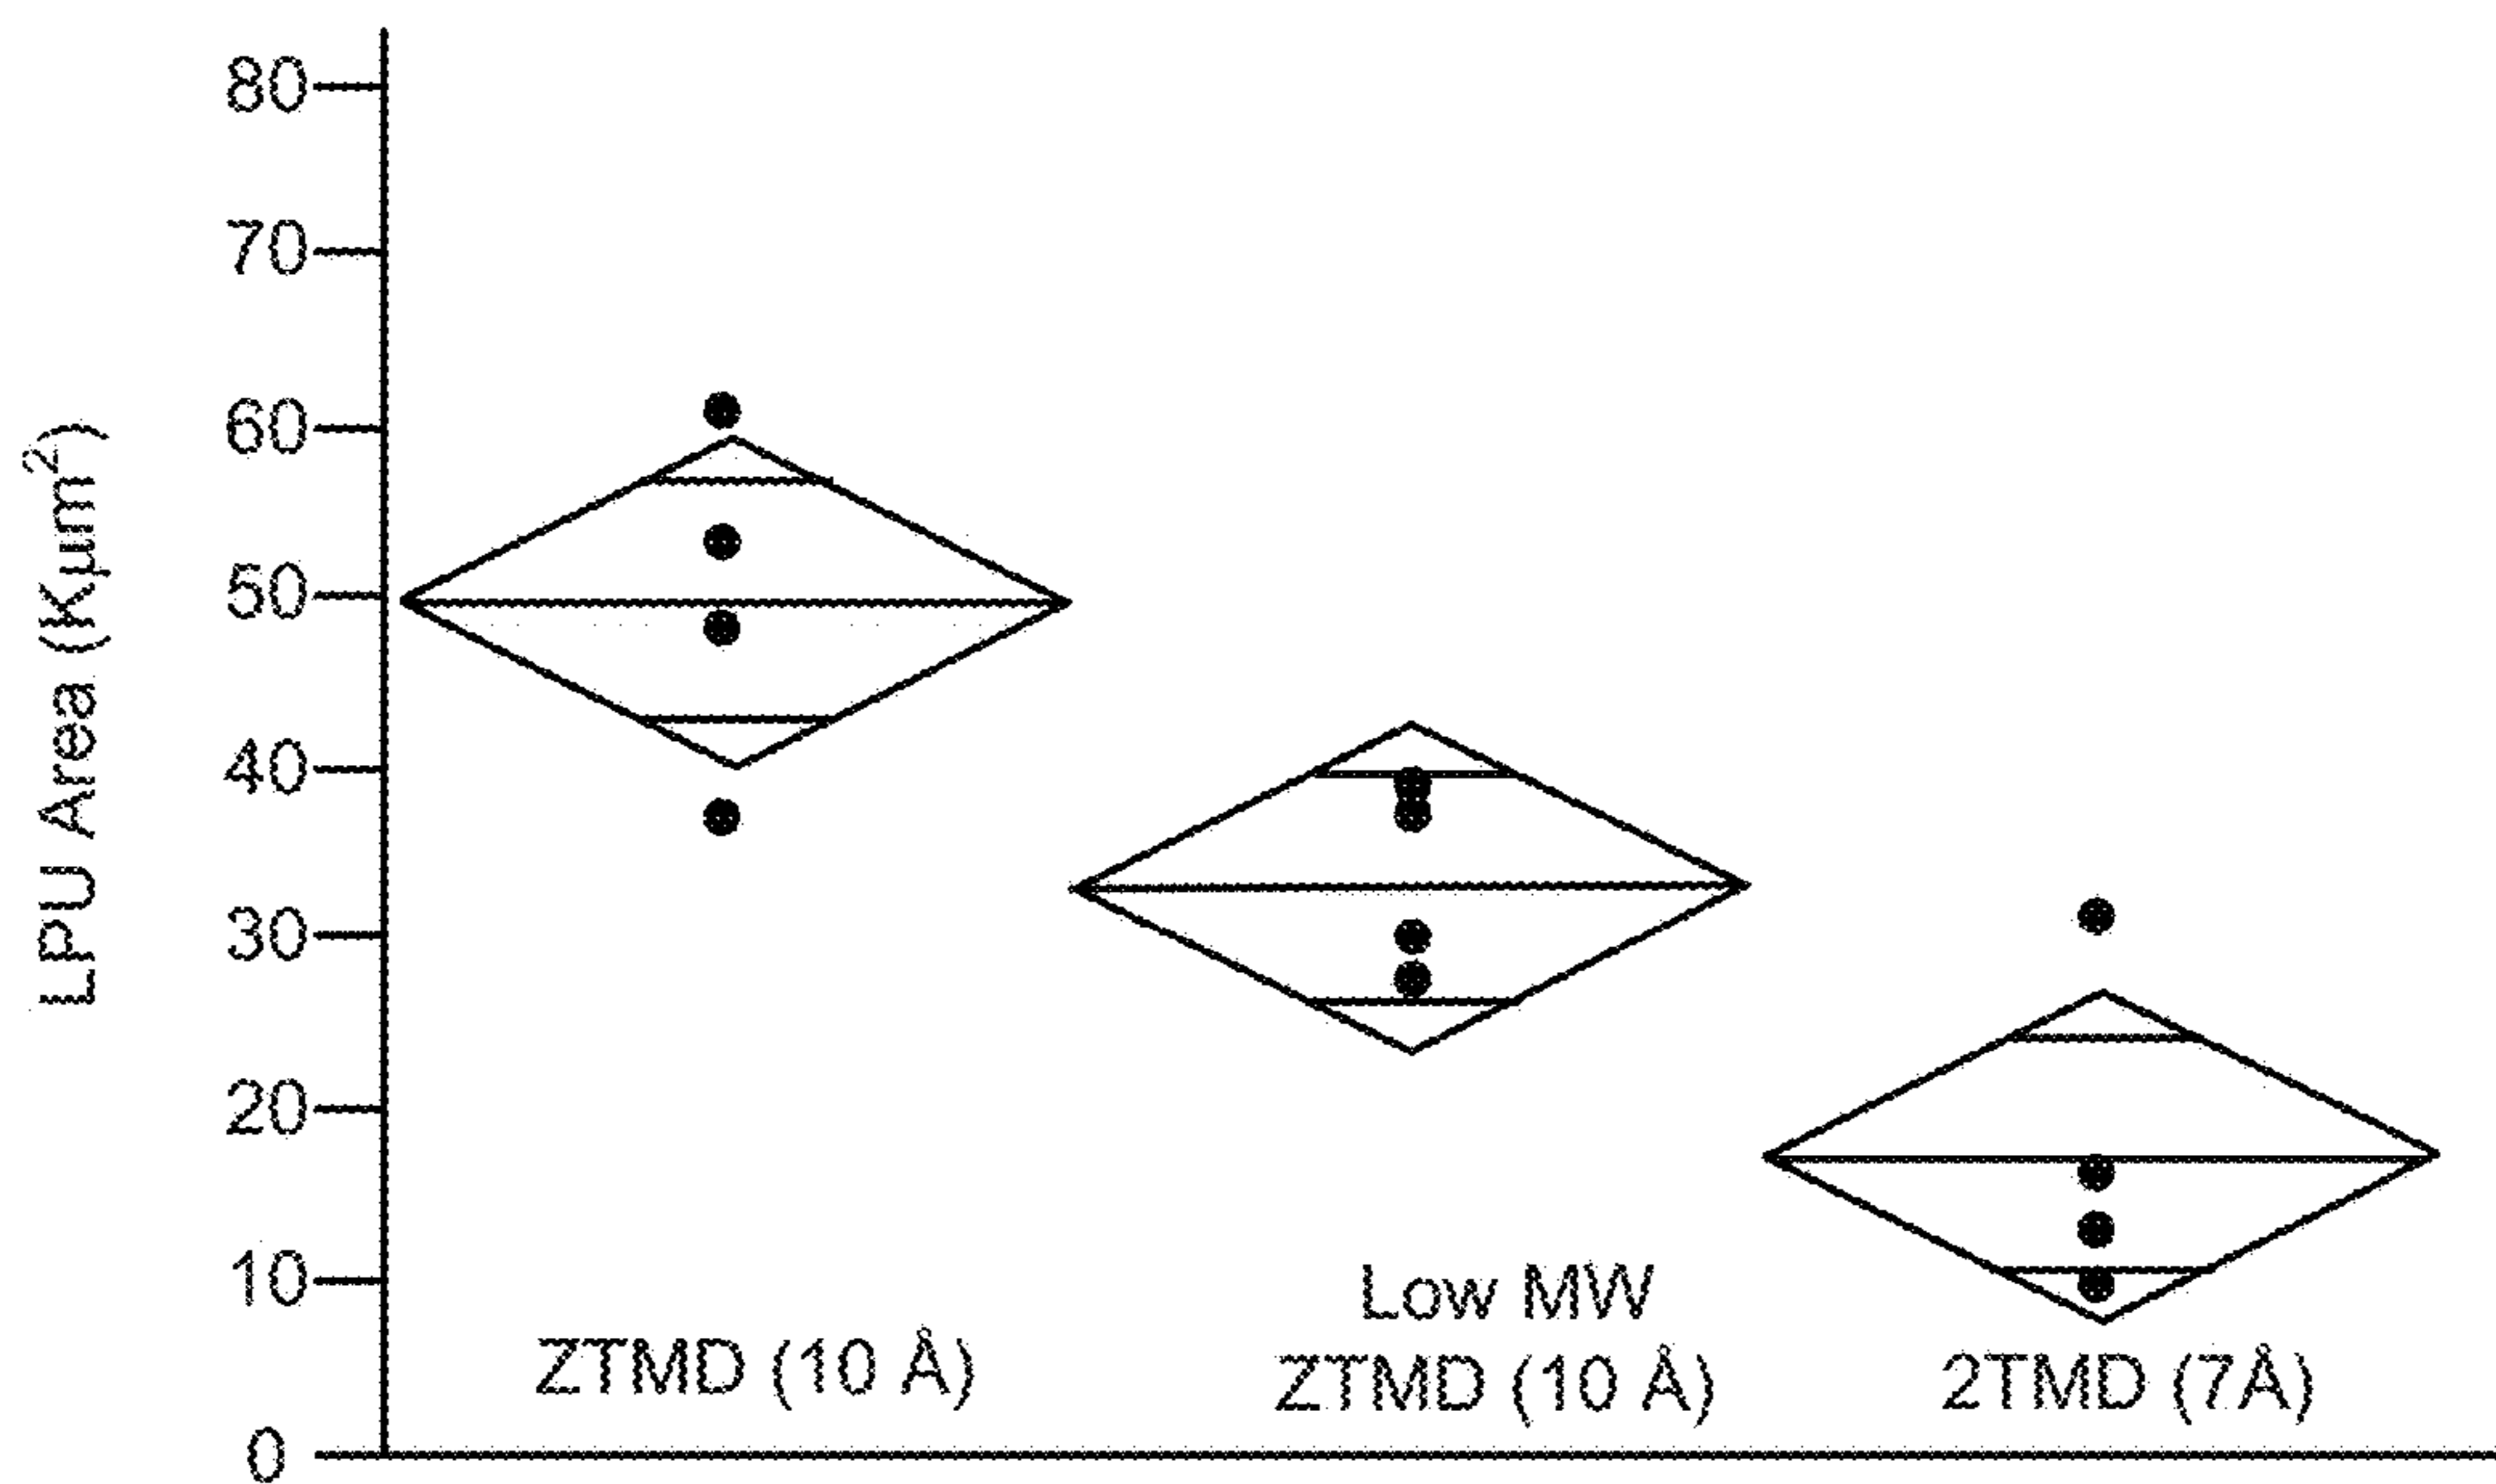 LPU Area (Kμm²)
80
70
60
50
40
30
20
10
0
ZTMD (10 Å)
Low MW
ZTMD (10 Å)
2TMD (7Å)